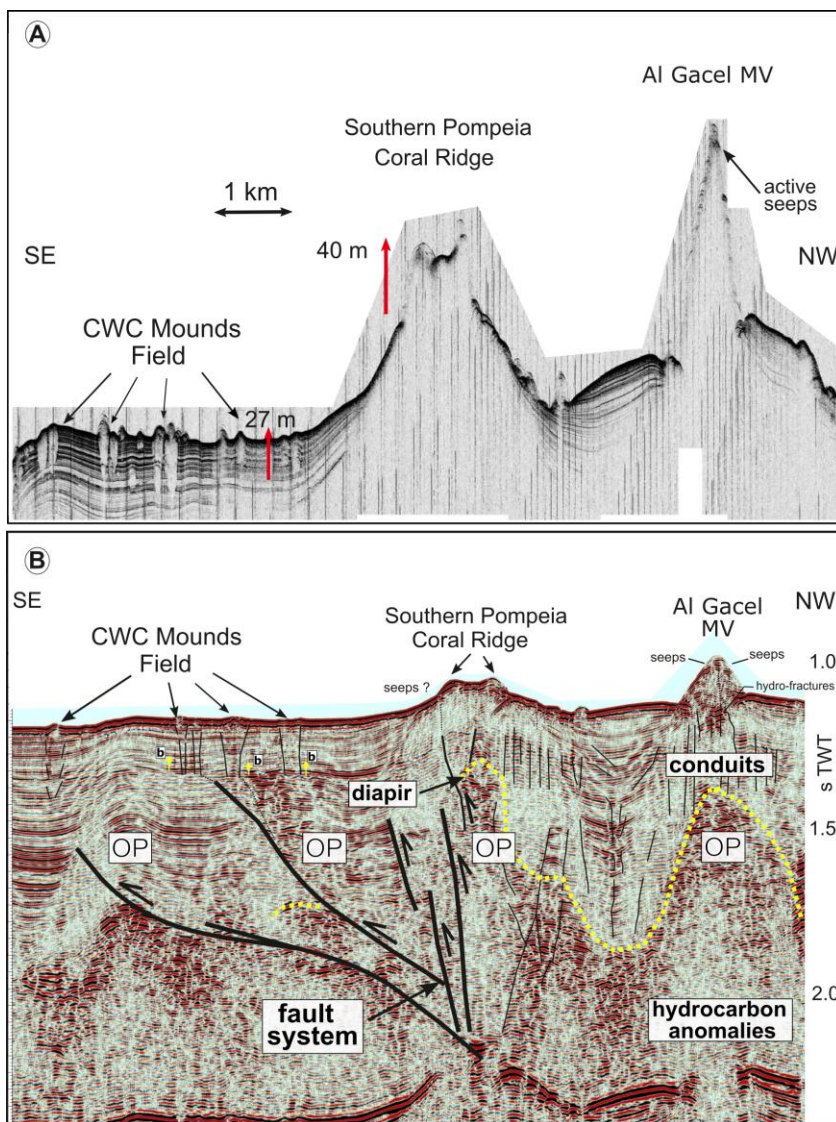 A
Al Gacel MV
Southern Pompeia
Coral Ridge
active
seeps
1 km
SE
40 m
NW
CWC Mounds
Field
27 m
B
SE
NW
CWC Mounds
Field
Southern Pompeia
Coral Ridge
Al Gacel
MV
seeps ?
seeps
seeps
hydro-fractures
1.0
b
b
b
conduits
s TWT
diapir
1.5
OP
OP
OP
OP
fault
system
hydrocarbon
anomalies
2.0